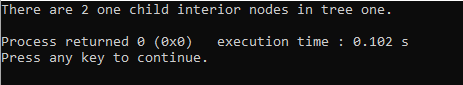 There are 2 one child interior nodes in tree one.
Process returned 0 (0x0)   execution time : 0.102 s
Press any key to continue.